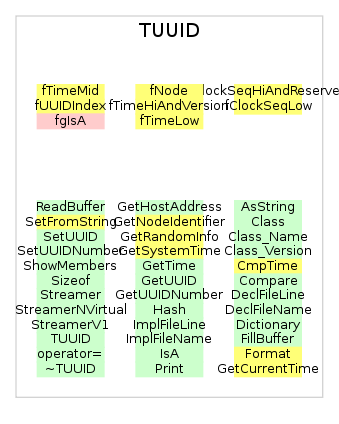 TUUID
fTimeMid
fUUIDIndex
fgIsA
fNode
fTimeHiAndVersion
fTimeLow
lockSeqHiAndReserve
fClockSeqLow
ReadBuffer
SetFromString
SetUUID
SetUUIDNumber
ShowMembers
Sizeof
Streamer
StreamerNVirtual
StreamerV1
TUUID
operator=
~TUUID
GetHostAddress
GetNodeIdentifier
GetRandomInfo
GetSystemTime
GetTime
GetUUID
GetUUIDNumber
Hash
ImplFileLine
ImplFileName
IsA
Print
AsString
Class
Class_Name
Class_Version
CmpTime
Compare
DeclFileLine
DeclFileName
Dictionary
FillBuffer
Format
GetCurrentTime